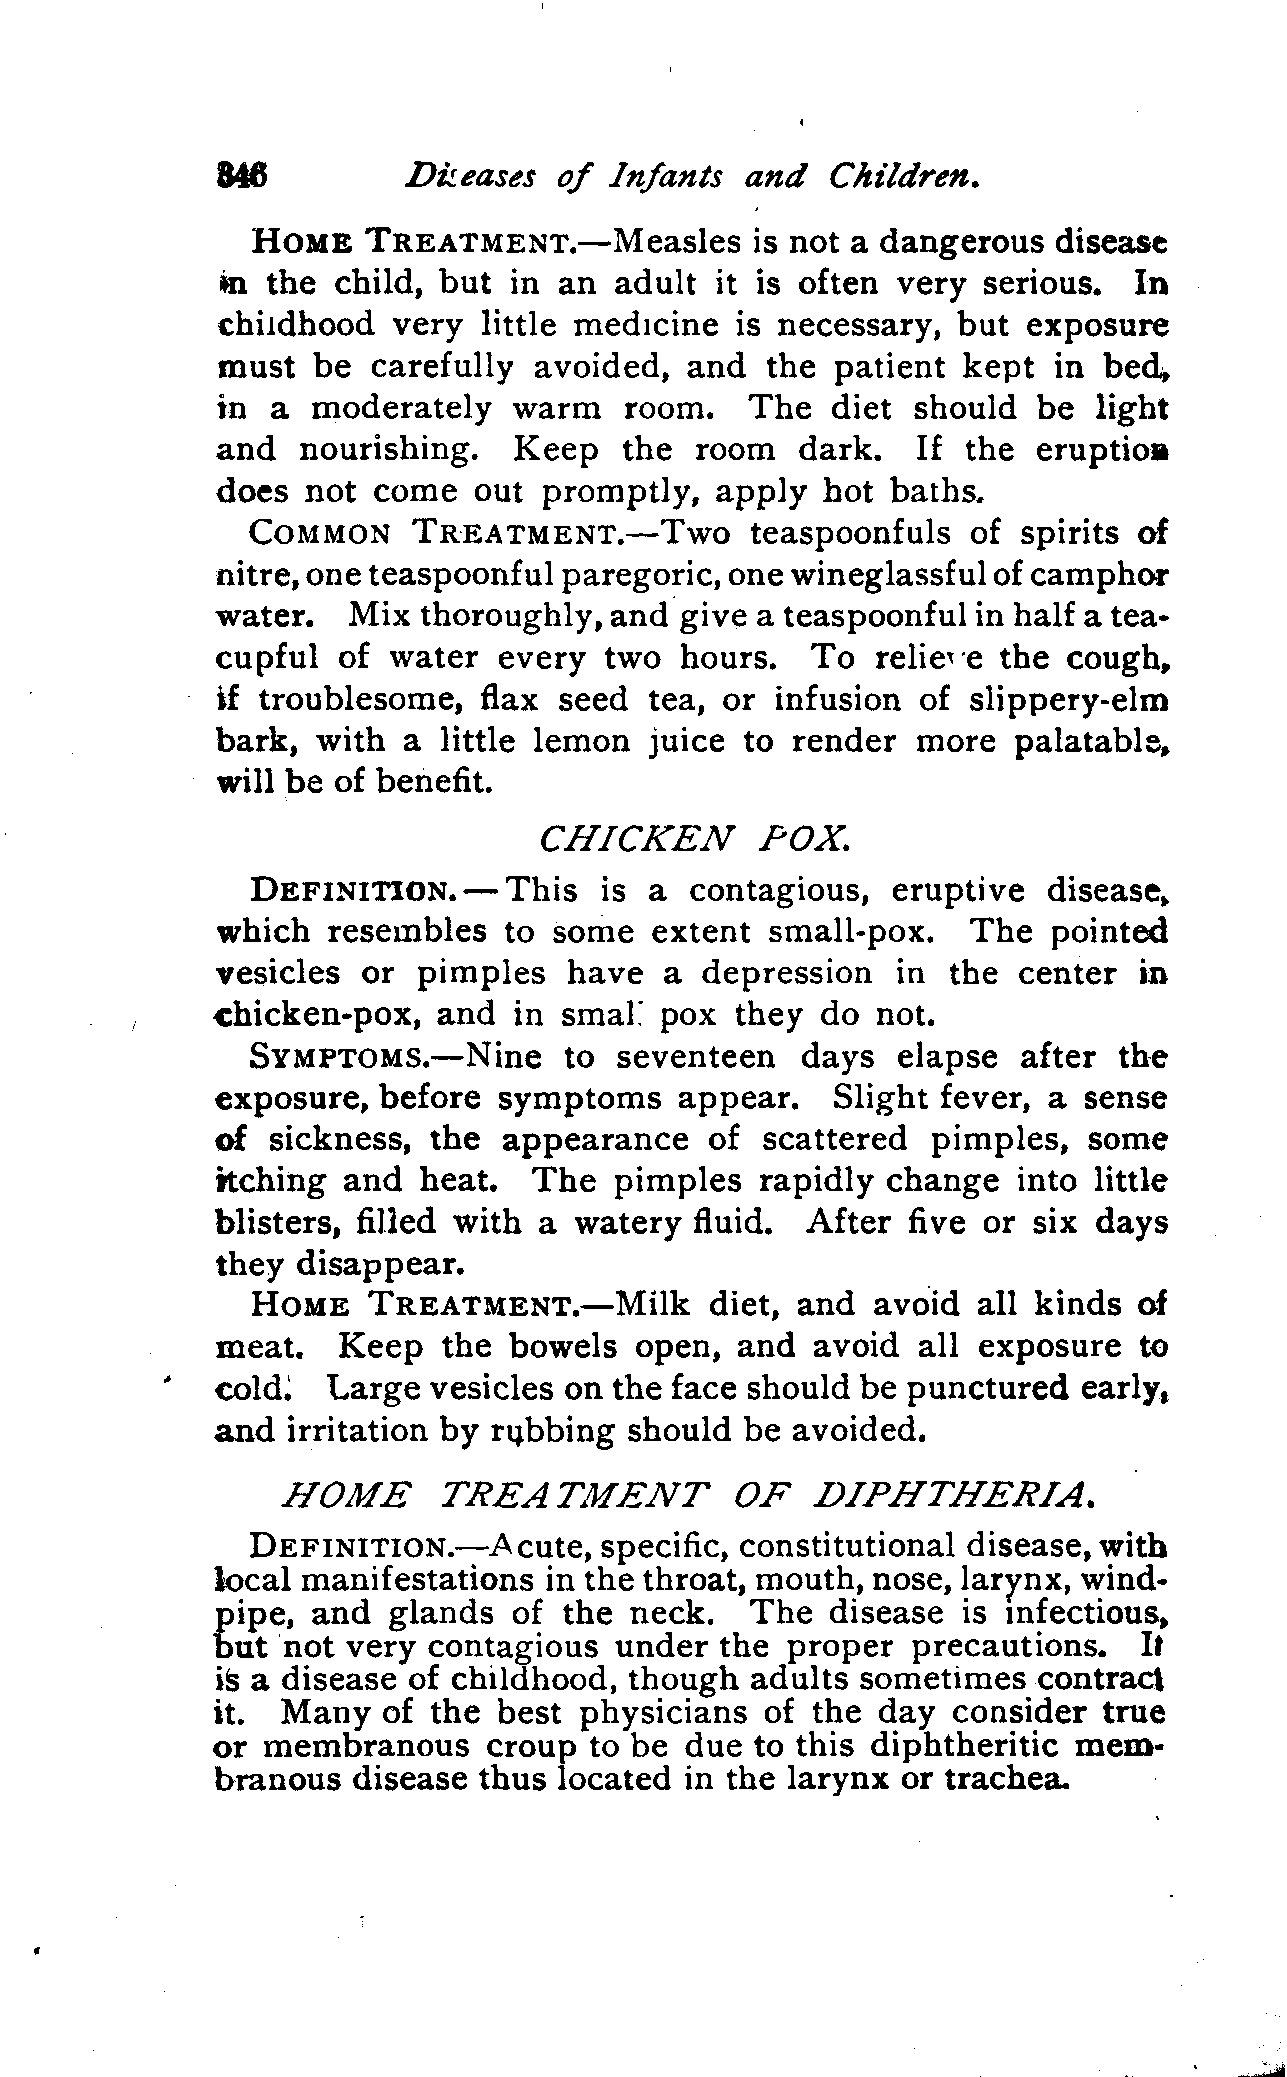 346 Diseases of Infants and Children.
HOME TREATMENT.—Measles is not a dangerous disease
in the child, but in an adult it is often very serious. In
childhood very little medicine is necessary, but exposure
must be carefully avoided, and the patient kept in bed,
in a moderately warm room. The diet should be light
and nourishing. Keep the room dark. If the eruption
does not come out promptly, apply hot baths.
COMMON TREATMENT.—Two teaspoonfuls of spirits of
nitre, one teaspoonful paregoric, one wineglassful of camphor
water. Mix thoroughly, and give a teaspoonful in half a tea-
cupful of water every two hours. To relieve the cough,
if troublesome, flax seed tea, or infusion of slippery-elm
bark, with a little lemon juice to render more palatable,
will be of benefit.
CHICKEN POX.
DEFINITION.—This is a contagious, eruptive disease,
which resembles to some extent small-pox. The pointed
vesicles or pimples have a depression in the center in
chicken-pox, and in small pox they do not.
SYMPTOMS.—Nine to seventeen days elapse after the
exposure, before symptoms appear. Slight fever, a sense
of sickness, the appearance of scattered pimples, some
itching and heat. The pimples rapidly change into little
blisters, filled with a watery fluid. After five or six days
they disappear.
HOME TREATMENT.—Milk diet, and avoid all kinds of
meat. Keep the bowels open, and avoid all exposure to
cold. Large vesicles on the face should be punctured early,
and irritation by rubbing should be avoided.
HOME TREATMENT OF DIPHTHERIA.
DEFINITION.—Acute, specific, constitutional disease, with
local manifestations in the throat, mouth, nose, larynx, wind-
pipe, and glands of the neck. The disease is infectious,
but not very contagious under the proper precautions. It
is a disease of childhood, though adults sometimes contract
it. Many of the best physicians of the day consider true
or membranous croup to be due to this diphtheritic mem-
branous disease thus located in the larynx or trachea.